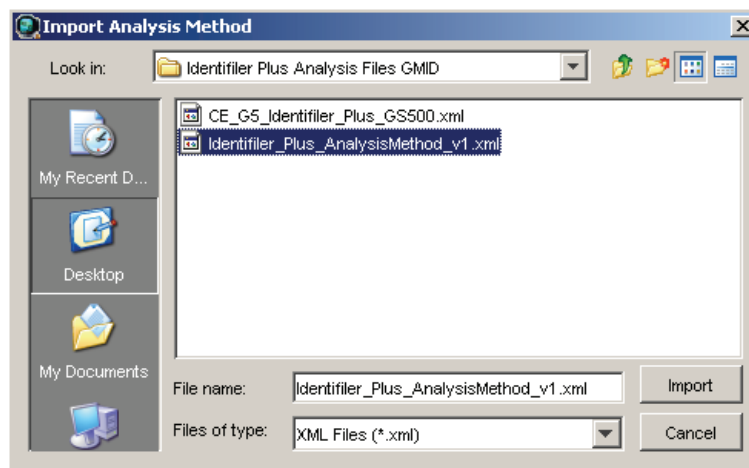 Import Analysis Method
Look in:
Identifiler Plus Analysis Files GMID
CE_G5_Identifiler_Plus_GS500.xml
Identifiler_Plus_AnalysisMethod_v1.xml
My Recent D...
Desktop
My Documents
File name:
Identifiler_Plus_AnalysisMethod_v1.xml
Import
Files of type:
XML Files (*.xml)
Cancel